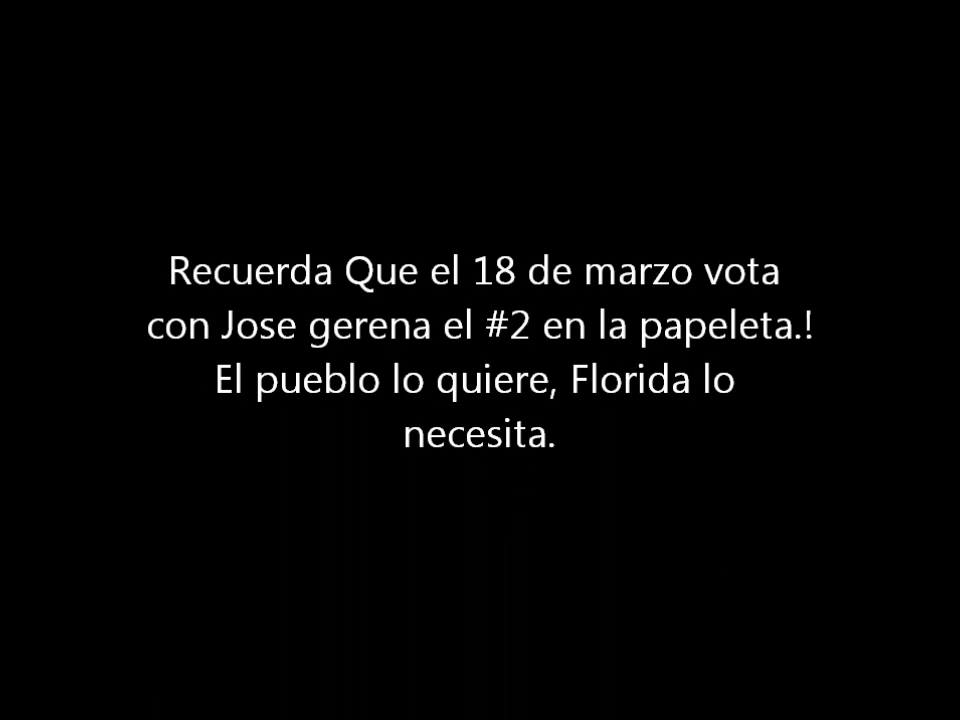 Recuerda Que el 18 de marzo vota
con Jose gerena el #2 en la papeleta.!
El pueblo lo quiere, Florida lo
necesita.